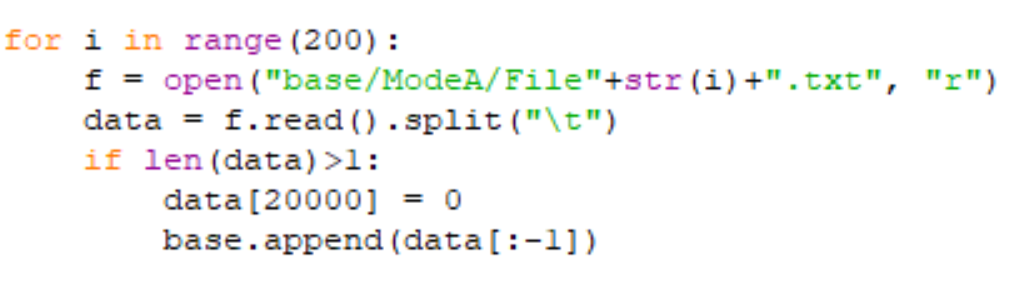 for i in range(200):
    f = open("base/ModeA/File"+str(i)+".txt", "r")
    data = f.read().split("\t")
    if len(data)>1:
        data[20000] = 0
        base.append(data[:-1])